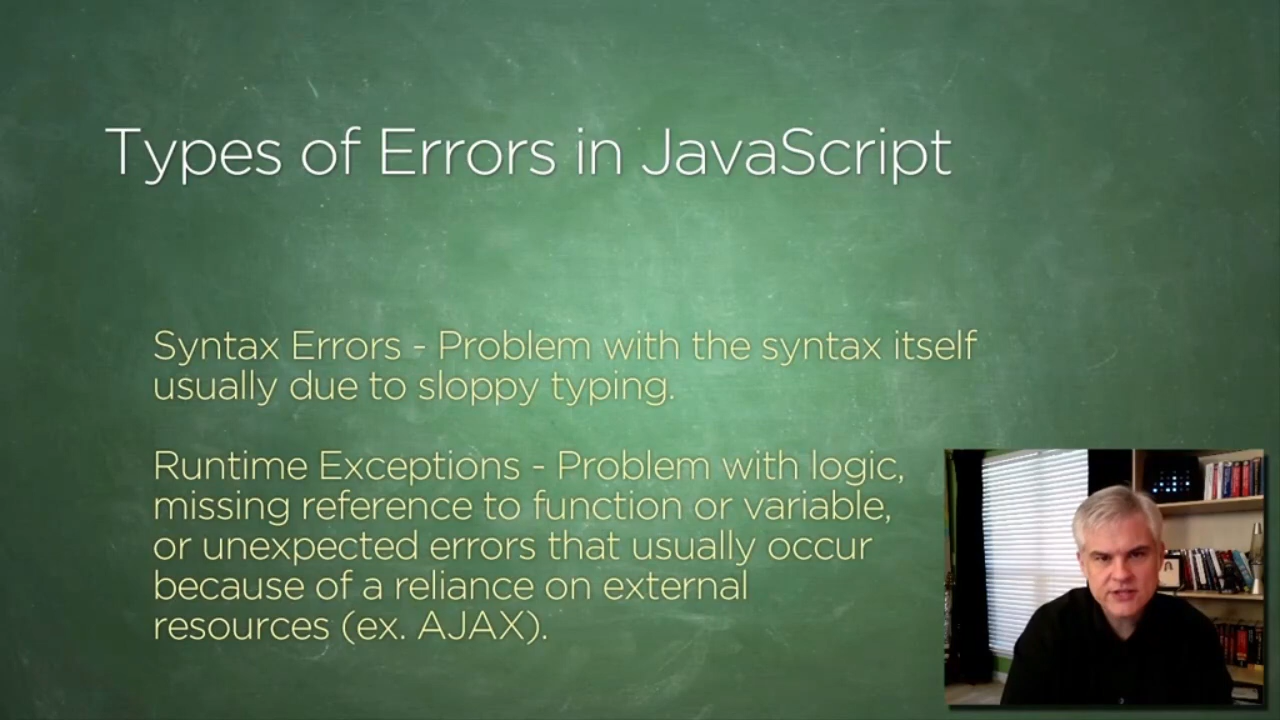 Types of Errors in JavaScript
Syntax Errors - Problem with the syntax itself
usually due to sloppy typing.
Runtime Exceptions - Problem with logic,
missing reference to function or variable,
or unexpected errors that usually occur
because of a reliance on external
resources (ex. AJAX).